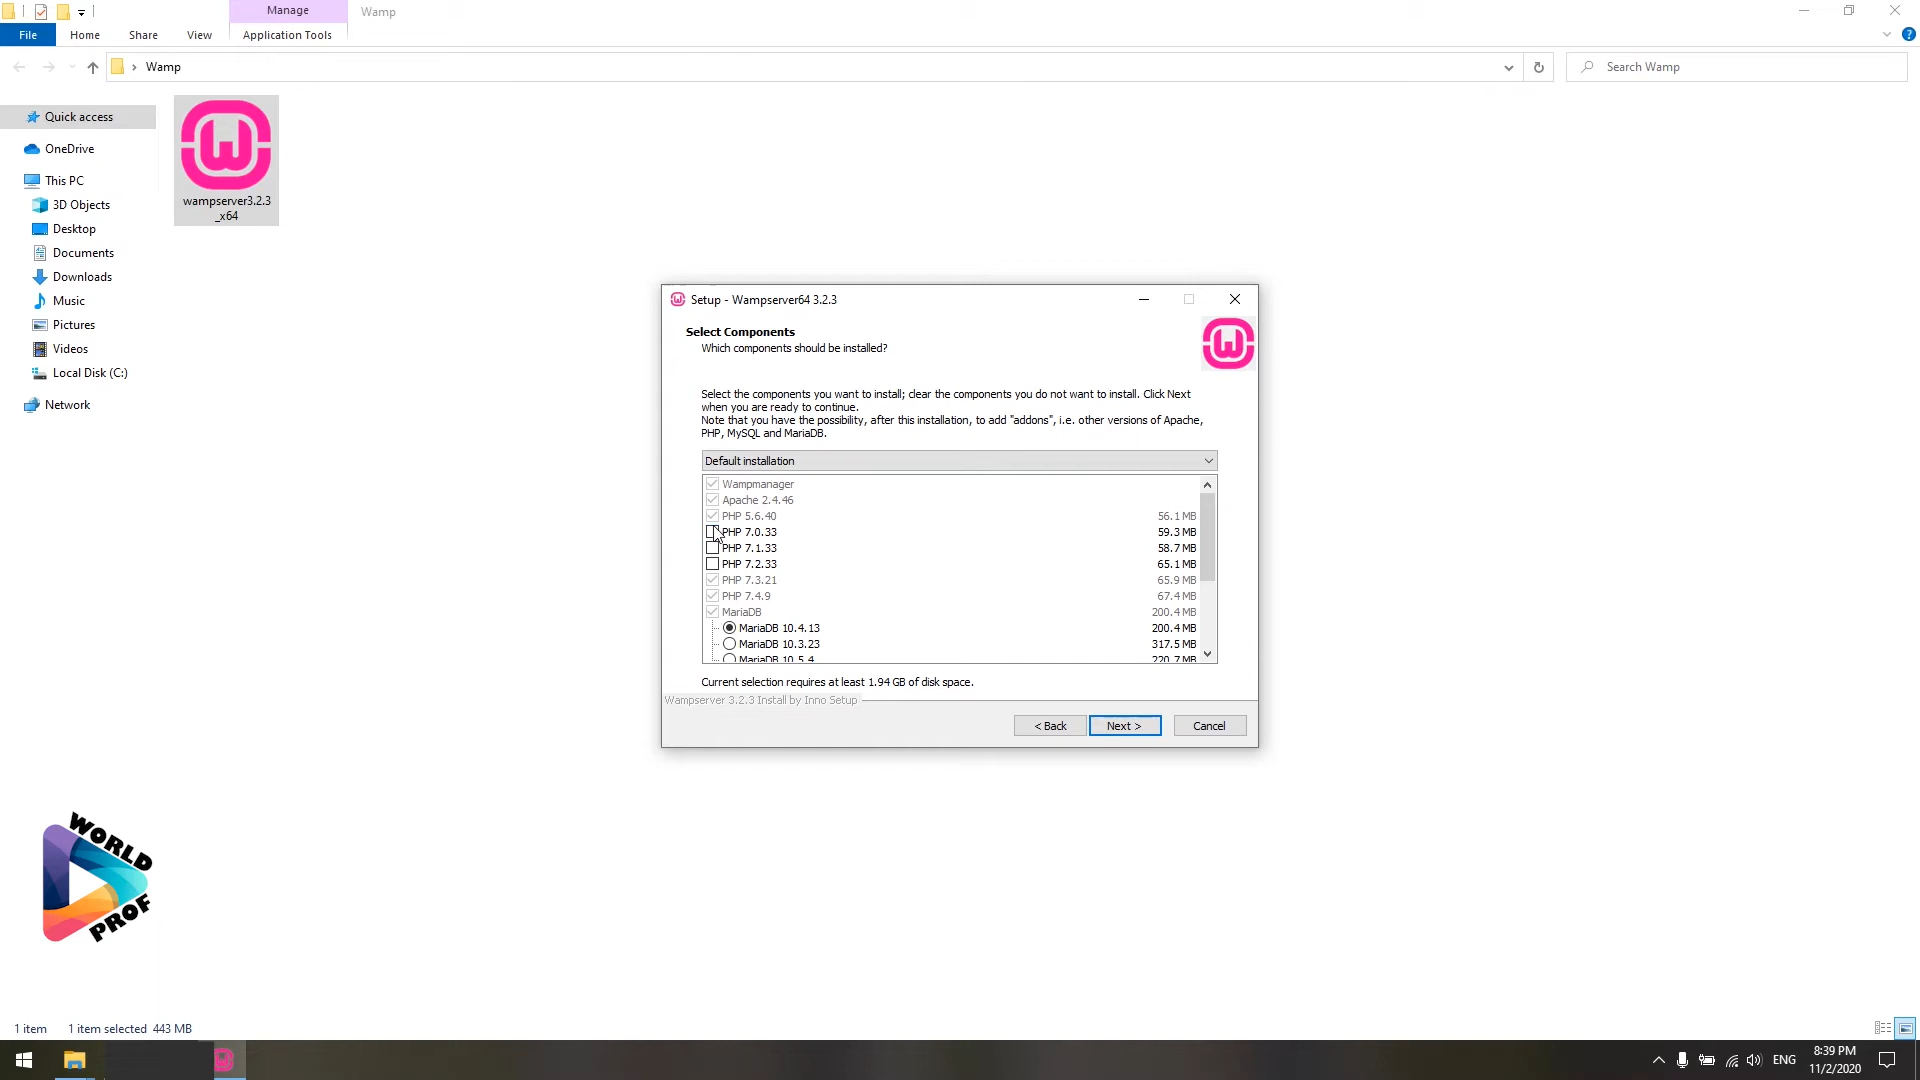 Manage
Wamp
File
Home
Share
View
Application Tools
Wamp
Search Wamp
Quick access
OneDrive
This PC
3D Objects
Desktop
Documents
Downloads
Music
Pictures
Videos
Local Disk (C:)
Network
wampserver3.2.3
_x64
Setup - Wampserver64 3.2.3
Select Components
Which components should be installed?
Select the components you want to install; clear the components you do not want to install. Click Next
when you are ready to continue.
Note that you have the possibility, after this installation, to add "addons", i.e. other versions of Apache,
PHP, MySQL and MariaDB.
Default installation
Wampmanager
Apache 2.4.46
PHP 5.6.40 56.1 MB
PHP 7.0.33 59.3 MB
PHP 7.1.33 58.7 MB
PHP 7.2.33 65.1 MB
PHP 7.3.21 65.9 MB
PHP 7.4.9 67.4 MB
MariaDB 200.4 MB
MariaDB 10.4.13 200.4 MB
MariaDB 10.3.23 317.5 MB
MariaDB 10.5.4 220.7 MB
Current selection requires at least 1.94 GB of disk space.
Wampserver 3.2.3 Install by Inno Setup
< Back
Next >
Cancel
WORLD
PROF
1 item
1 item selected 443 MB
ENG
8:39 PM
11/2/2020